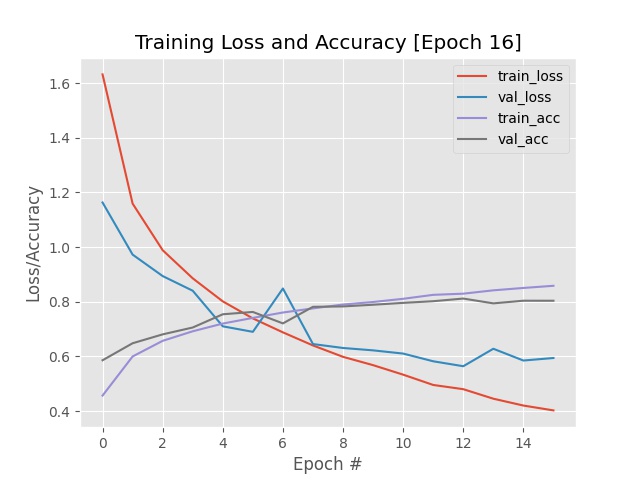 Training Loss and Accuracy [Epoch 16]
train_loss
val_loss
train_acc
val_acc
1.6
1.4
1.2
1.0
0.8
0.6
0.4
Loss/Accuracy
0 2 4 6 8 10 12 14
Epoch #